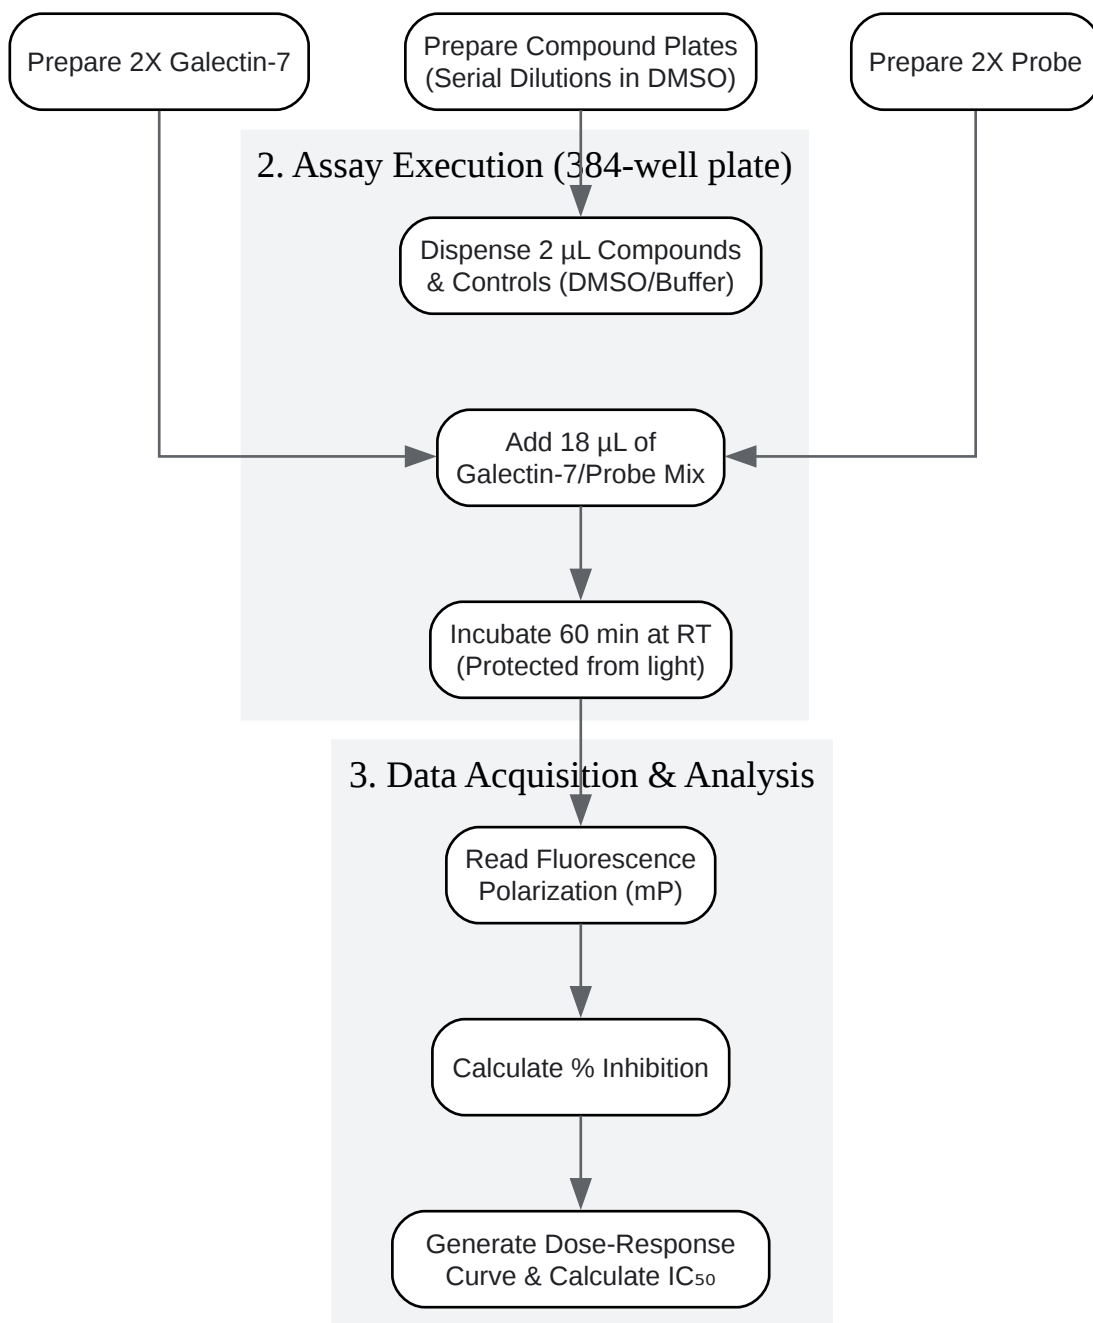 Prepare 2X Galectin-7
Prepare Compound Plates
(Serial Dilutions in DMSO)
Prepare 2X Probe
2. Assay Execution (384-well plate)
Dispense 2 µL Compounds
& Controls (DMSO/Buffer)
Add 18 µL of
Galectin-7/Probe Mix
Incubate 60 min at RT
(Protected from light)
3. Data Acquisition & Analysis
Read Fluorescence
Polarization (mP)
Calculate % Inhibition
Generate Dose-Response
Curve & Calculate IC₅₀